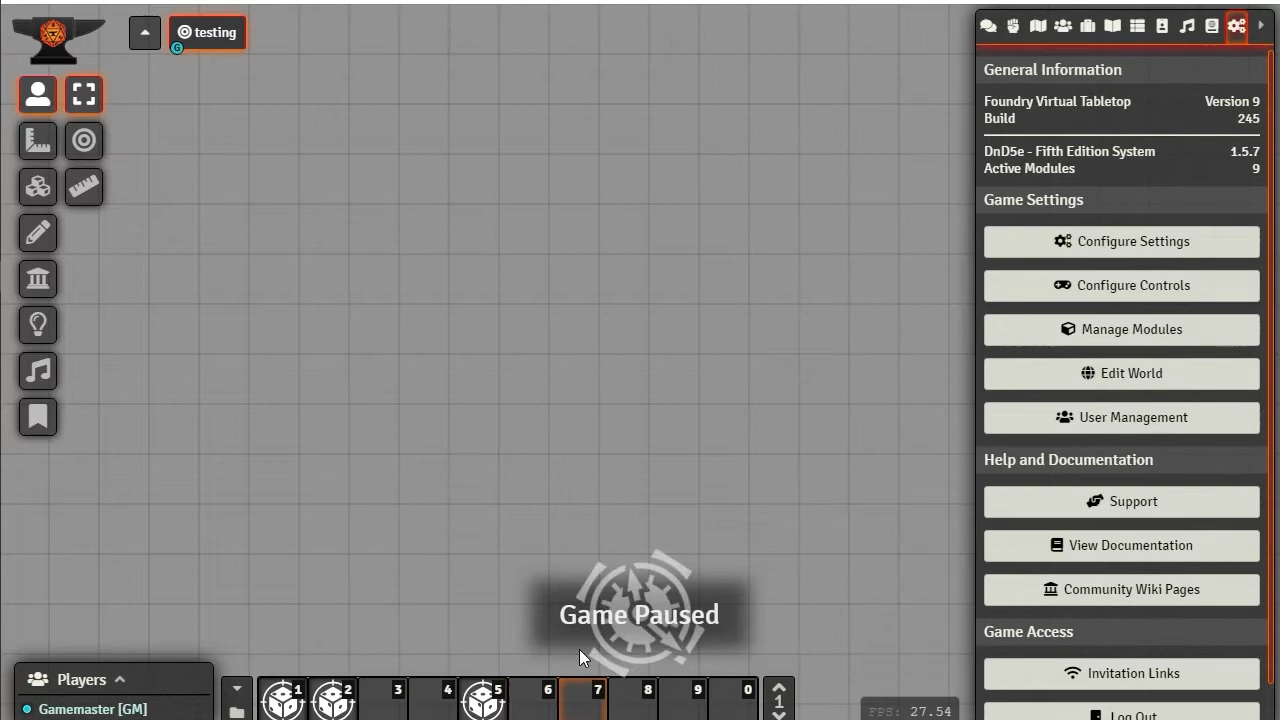 testing
G
General Information
Foundry Virtual Tabletop Version 9
Build 245
DnD5e - Fifth Edition System 1.5.7
Active Modules 9
Game Settings
Configure Settings
Configure Controls
Manage Modules
Edit World
User Management
Help and Documentation
Support
View Documentation
Community Wiki Pages
Game Access
Invitation Links
Log Out
Game Paused
Players
Gamemaster [GM]
1 2 3 4 5 6 7 8 9 0
1
FPS: 27.54